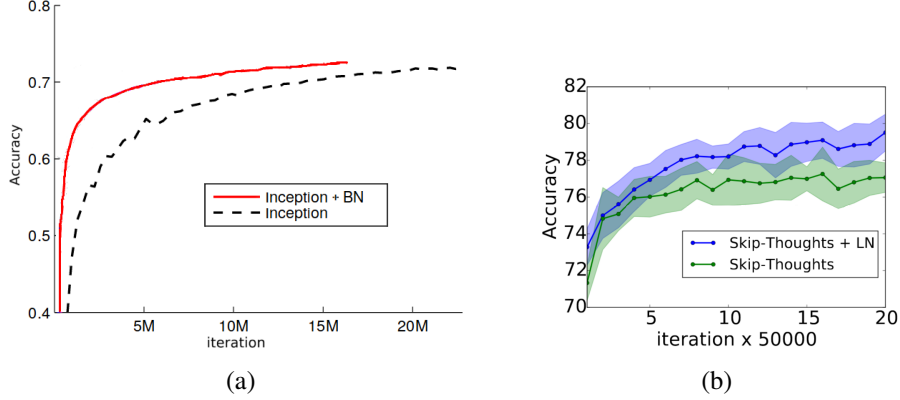 0.8
0.7
0.6
0.5
0.4
Accuracy
Inception + BN
Inception
5M 10M 15M 20M
iteration
(a)
82
80
78
76
74
72
70
Accuracy
Skip-Thoughts + LN
Skip-Thoughts
5 10 15 20
iteration x 50000
(b)